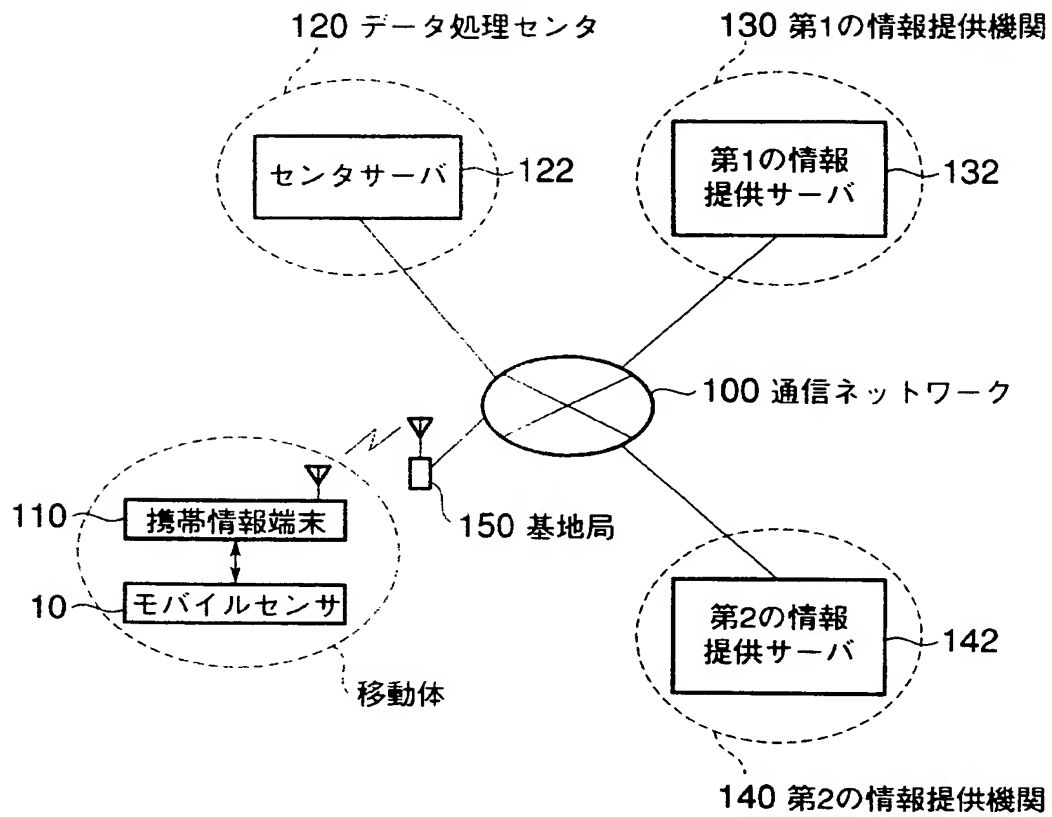 120 データ処理センタ
130 第1の情報提供機関
センタサーバ
122
第1の情報
提供サーバ
132
100 通信ネットワーク
110
携帯情報端末
150 基地局
10
モバイルセンサ
移動体
第2の情報
提供サーバ
142
140 第2の情報提供機関